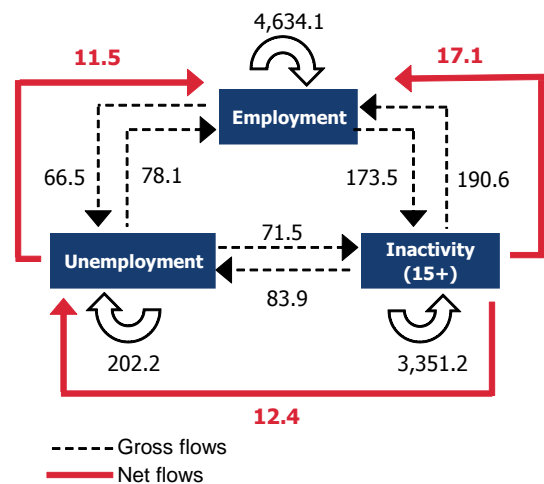 4,634.1
11.5
17.1
Employment
66.5
78.1
173.5
190.6
71.5
Unemployment
Inactivity
(15+)
83.9
202.2
3,351.2
12.4
Gross flows
Net flows